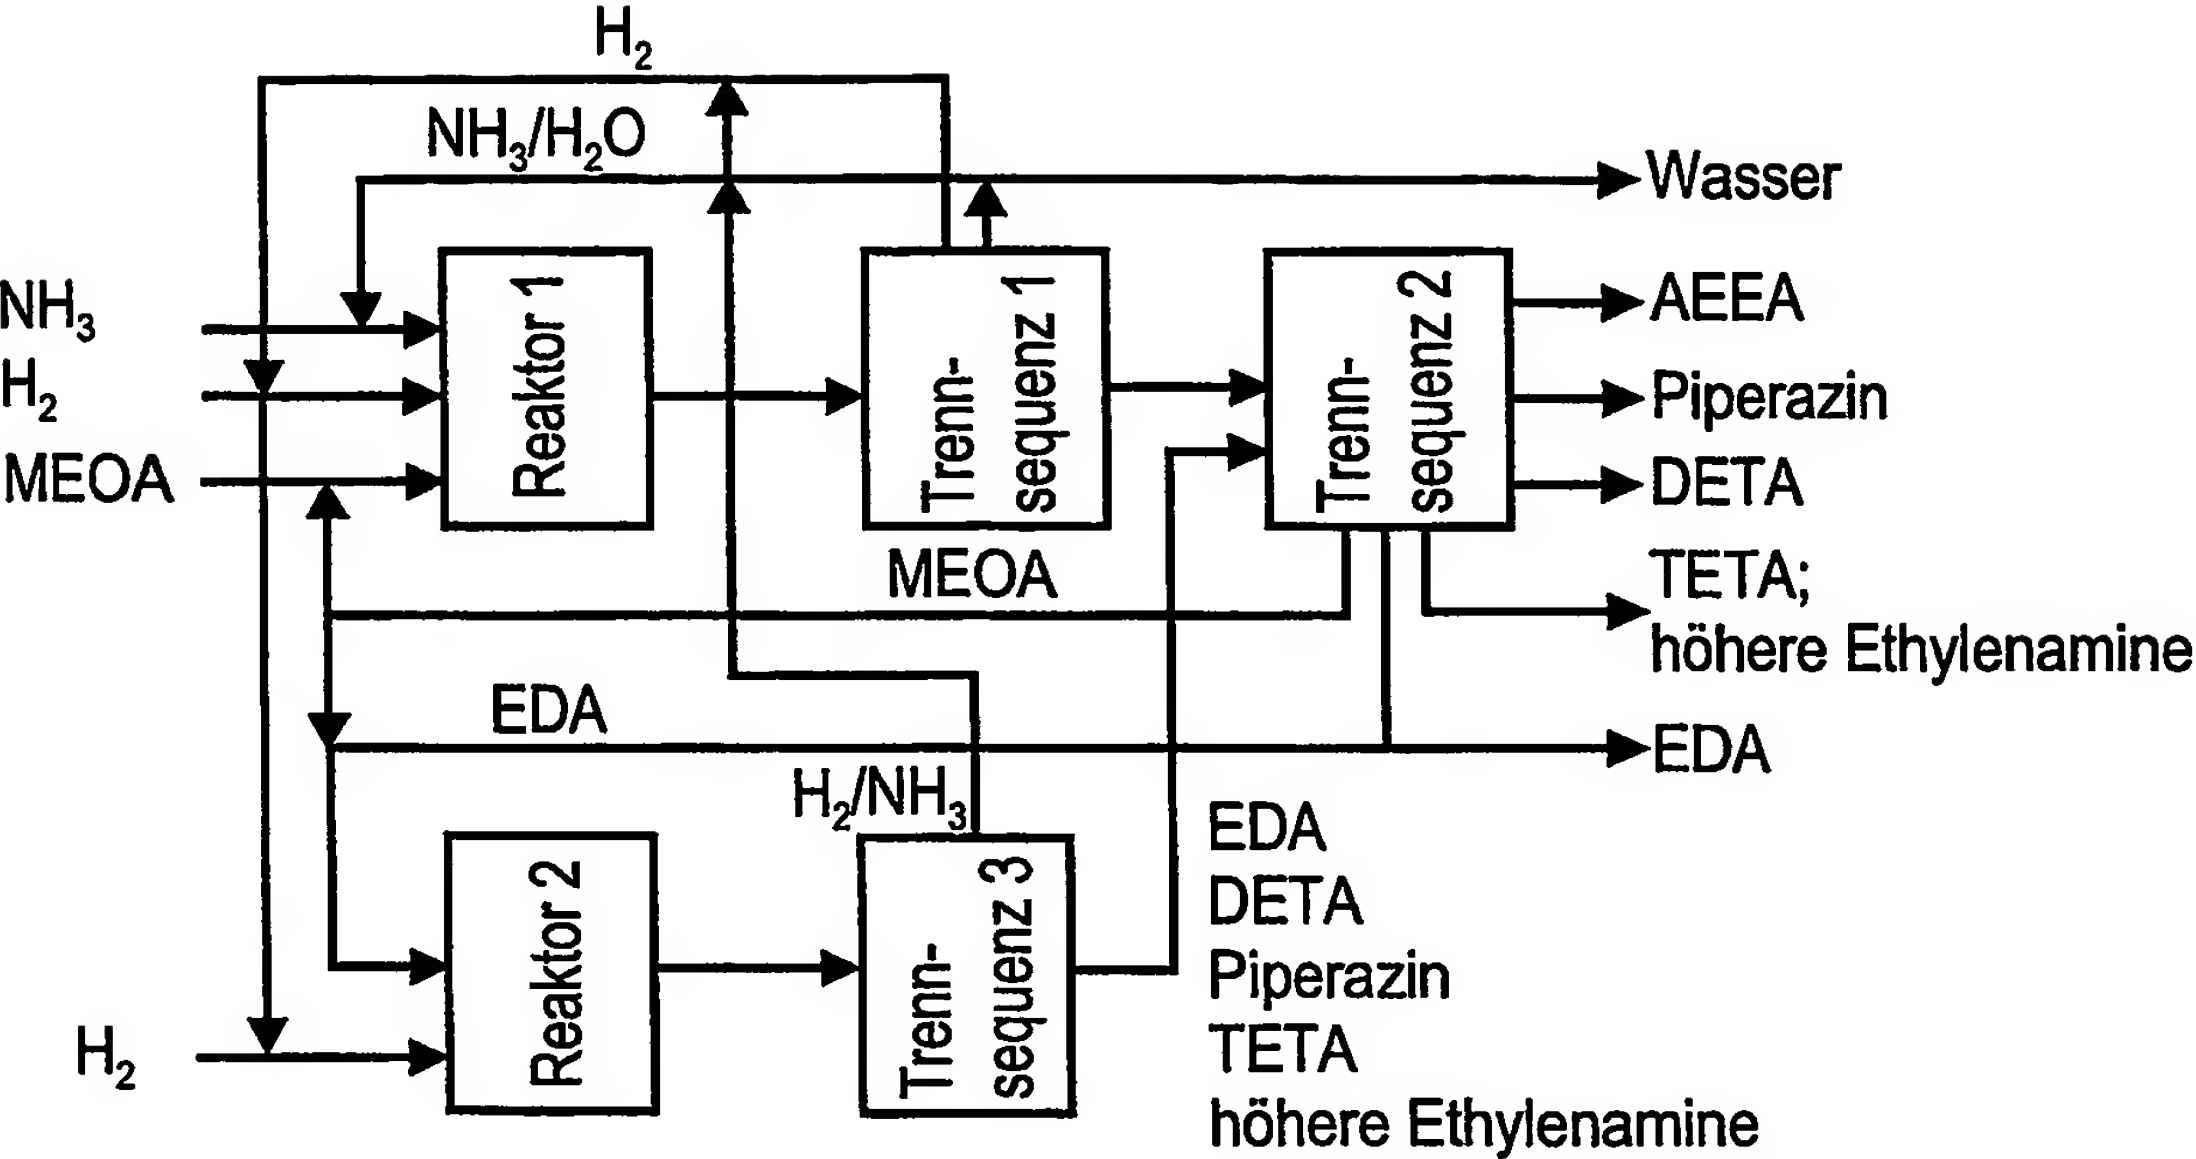 H2
NH3/H2O
Wasser
NH3
H2
MEOA
Reaktor 1
Trenn-
sequenz 1
Trenn-
sequenz 2
AEEA
Piperazin
DETA
MEOA
TETA;
höhere Ethylenamine
EDA
EDA
H2/NH3
H2
Reaktor 2
Trenn-
sequenz 3
EDA
DETA
Piperazin
TETA
höhere Ethylenamine